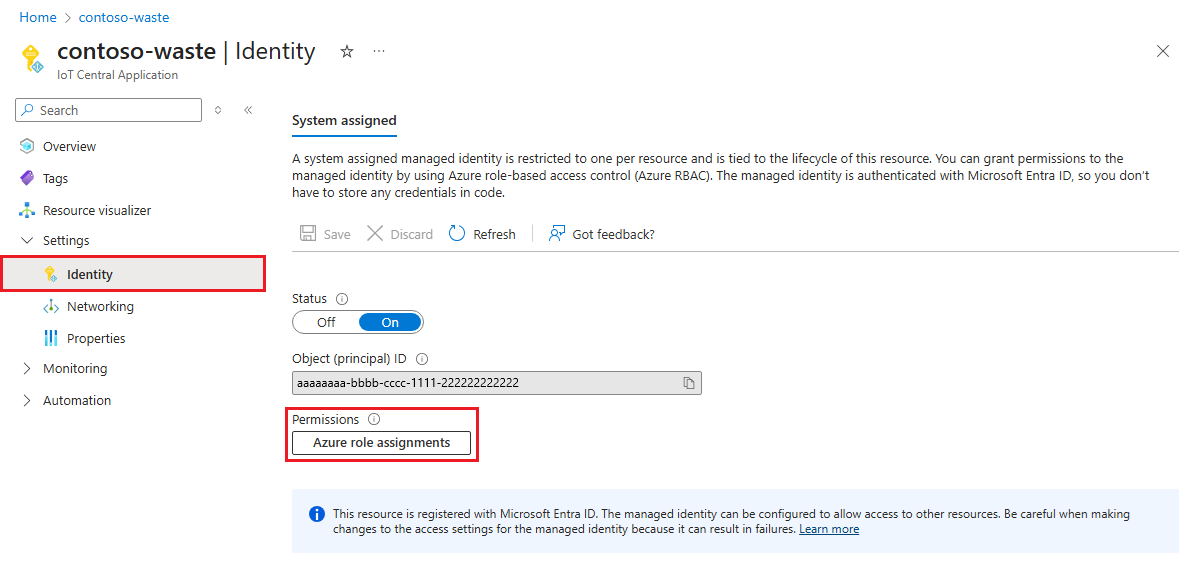 Home > contoso-waste
contoso-waste | Identity
IoT Central Application
Search
Overview
Tags
Resource visualizer
Settings
Identity
Networking
Properties
Monitoring
Automation
System assigned
A system assigned managed identity is restricted to one per resource and is tied to the lifecycle of this resource. You can grant permissions to the
managed identity by using Azure role-based access control (Azure RBAC). The managed identity is authenticated with Microsoft Entra ID, so you don't
have to store any credentials in code.
Save Discard Refresh Got feedback?
Status
Off On
Object (principal) ID
aaaaaaaa-bbbb-cccc-1111-222222222222
Permissions
Azure role assignments
This resource is registered with Microsoft Entra ID. The managed identity can be configured to allow access to other resources. Be careful when making
changes to the access settings for the managed identity because it can result in failures. Learn more